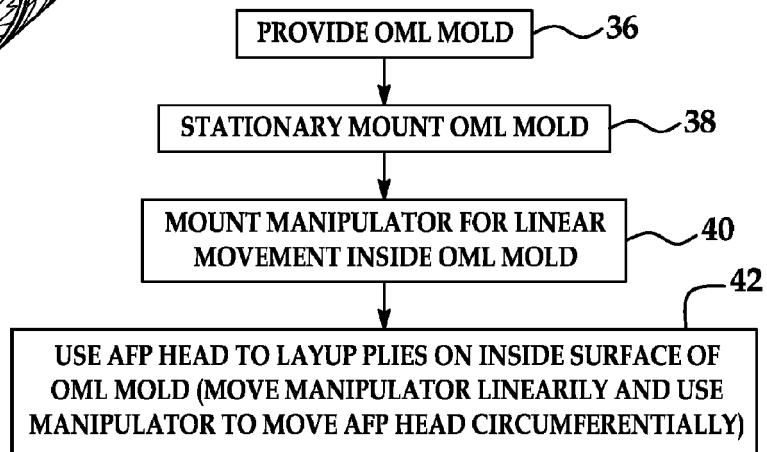 PROVIDE OML MOLD 36
STATIONARY MOUNT OML MOLD 38
MOUNT MANIPULATOR FOR LINEAR
MOVEMENT INSIDE OML MOLD 40
42
USE AFP HEAD TO LAYUP PLIES ON INSIDE SURFACE OF
OML MOLD (MOVE MANIPULATOR LINEARILY AND USE
MANIPULATOR TO MOVE AFP HEAD CIRCUMFERENTIALLY)